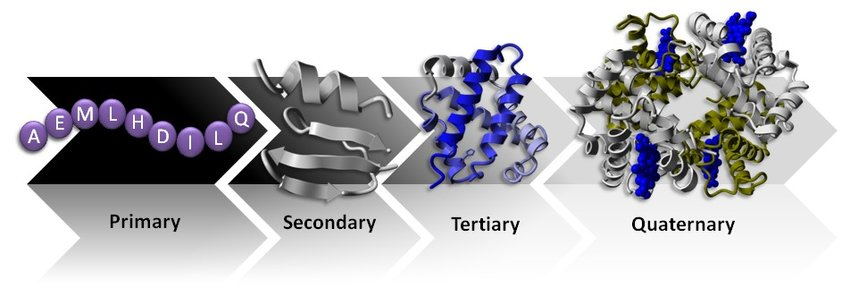 A E M L H D I L Q
Primary
Secondary
Tertiary
Quaternary